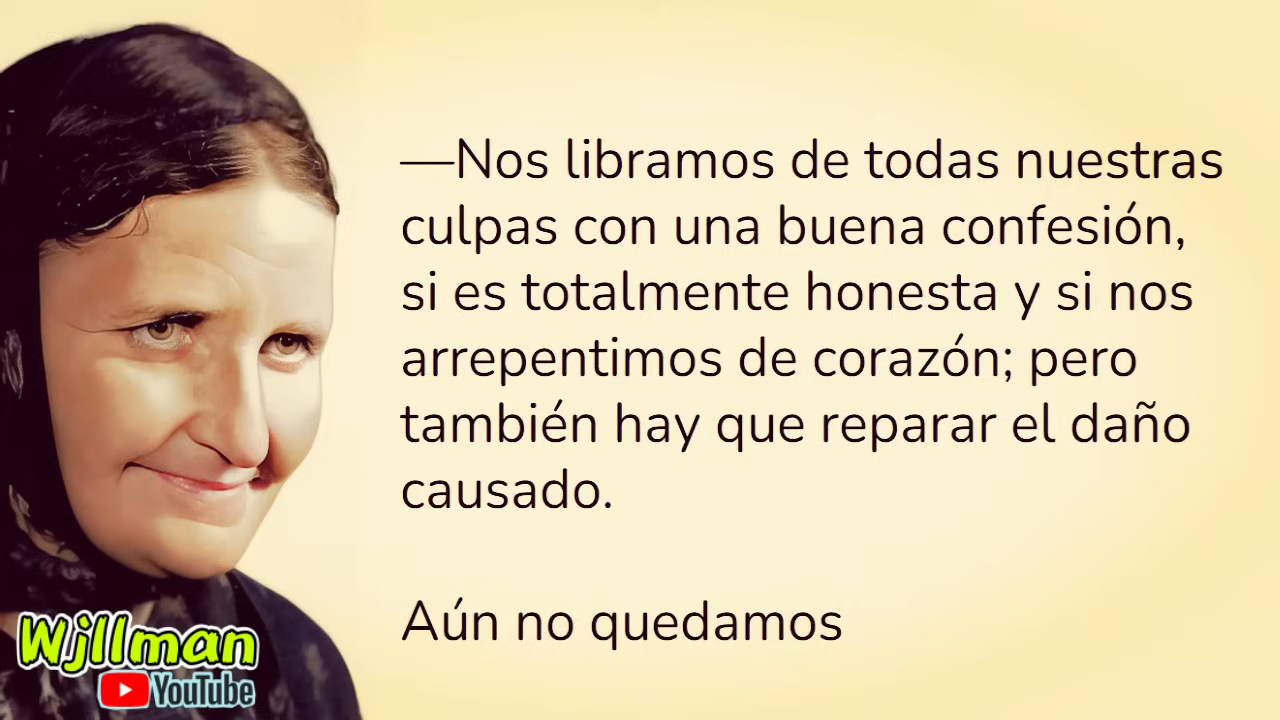 —Nos libramos de todas nuestras
culpas con una buena confesión,
si es totalmente honesta y si nos
arrepentimos de corazón; pero
también hay que reparar el daño
causado.
Aún no quedamos
Wjllman
YouTube